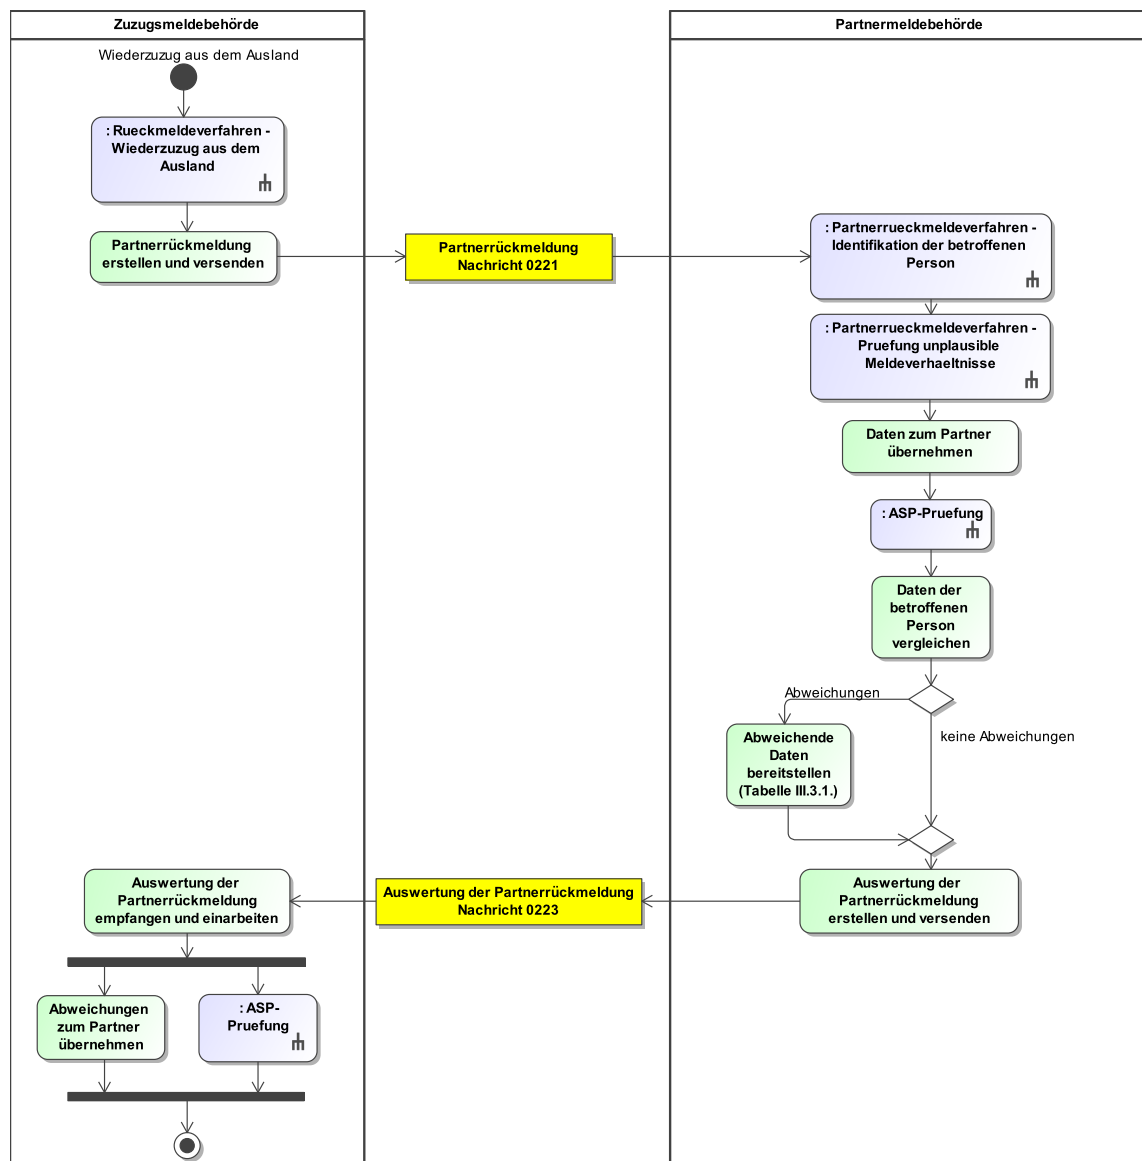 Zuzugsmeldebehörde
Partnermeldebehörde
Wiederzuzug aus dem Ausland
: Rueckmeldeverfahren -
Wiederzuzug aus dem
Ausland
Partnerrückmeldung
erstellen und versenden
Partnerrückmeldung
Nachricht 0221
: Partnerrueckmeldeverfahren -
Identifikation der betroffenen
Person
: Partnerrueckmeldeverfahren -
Pruefung unplausible
Meldeverhaeltnisse
Daten zum Partner
übernehmen
: ASP-Pruefung
Daten der
betroffenen
Person
vergleichen
Abweichungen
keine Abweichungen
Abweichende
Daten
bereitstellen
(Tabelle III.3.1.)
Auswertung der
Partnerrückmeldung
erstellen und versenden
Auswertung der Partnerrückmeldung
Nachricht 0223
Auswertung der
Partnerrückmeldung
empfangen und einarbeiten
Abweichungen
zum Partner
übernehmen
: ASP-
Pruefung